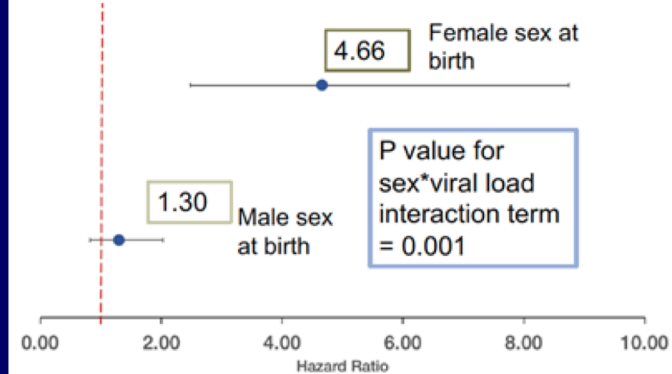 4.66
Female sex at
birth
P value for
sex*viral load
interaction term
= 0.001
1.30
Male sex
at birth
0.00 2.00 4.00 6.00 8.00 10.00
Hazard Ratio